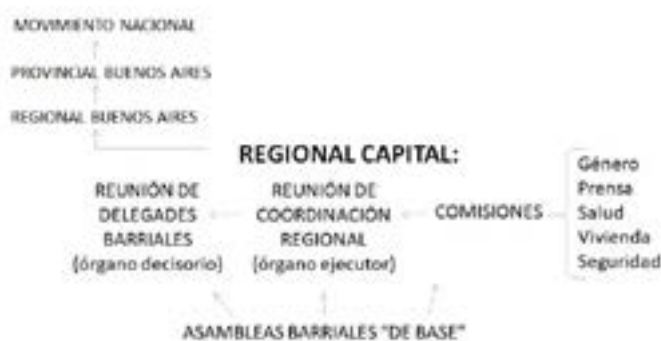 MOVIMIENTO NACIONAL
PROVINCIAL BUENOS AIRES
REGIONAL BUENOS AIRES
REGIONAL CAPITAL:
REUNIÓN DE
DELEGADES
BARRIALES
(órgano decisorio)
REUNIÓN DE
COORDINACIÓN
REGIONAL
(órgano ejecutor)
COMISIONES
Género
Prensa
Salud
Vivienda
Seguridad
ASAMBLEAS BARRIALES "DE BASE"